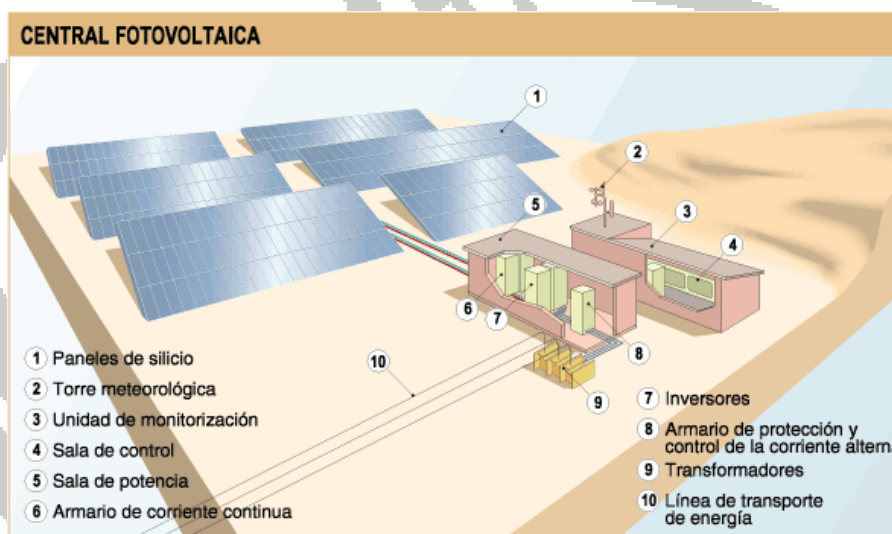 CENTRAL FOTOVOLTAICA
1
2
3
4
5
6
7
8
9
10
1 Paneles de silicio
2 Torre meteorológica
3 Unidad de monitorización
4 Sala de control
5 Sala de potencia
6 Armario de corriente continua
7 Inversores
8 Armario de protección y
control de la corriente altern
9 Transformadores
10 Línea de transporte
de energía